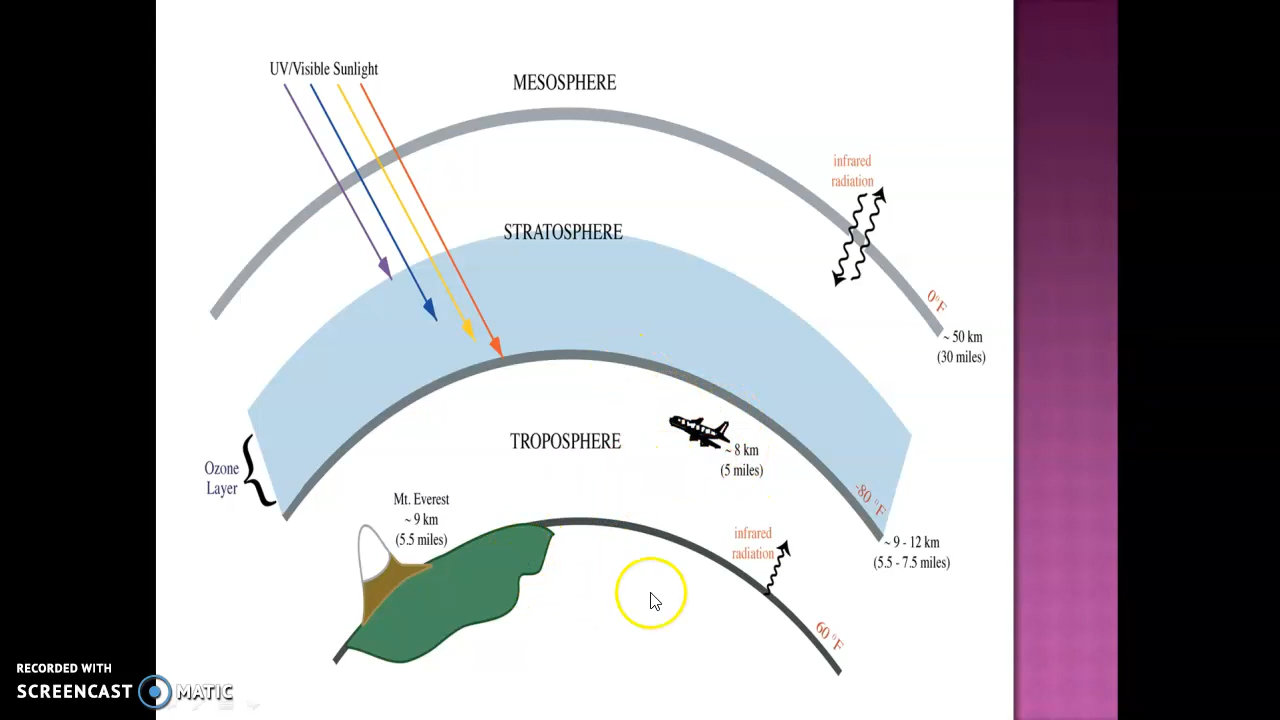 UV/Visible Sunlight
MESOSPHERE
infrared
radiation
STRATOSPHERE
0°F
~ 50 km
(30 miles)
TROPOSPHERE
~ 8 km
(5 miles)
Ozone
Layer
-80 °F
Mt. Everest
~ 9 km
(5.5 miles)
infrared
radiation
~ 9 - 12 km
(5.5 - 7.5 miles)
60 °F
RECORDED WITH
SCREENCAST MATIC